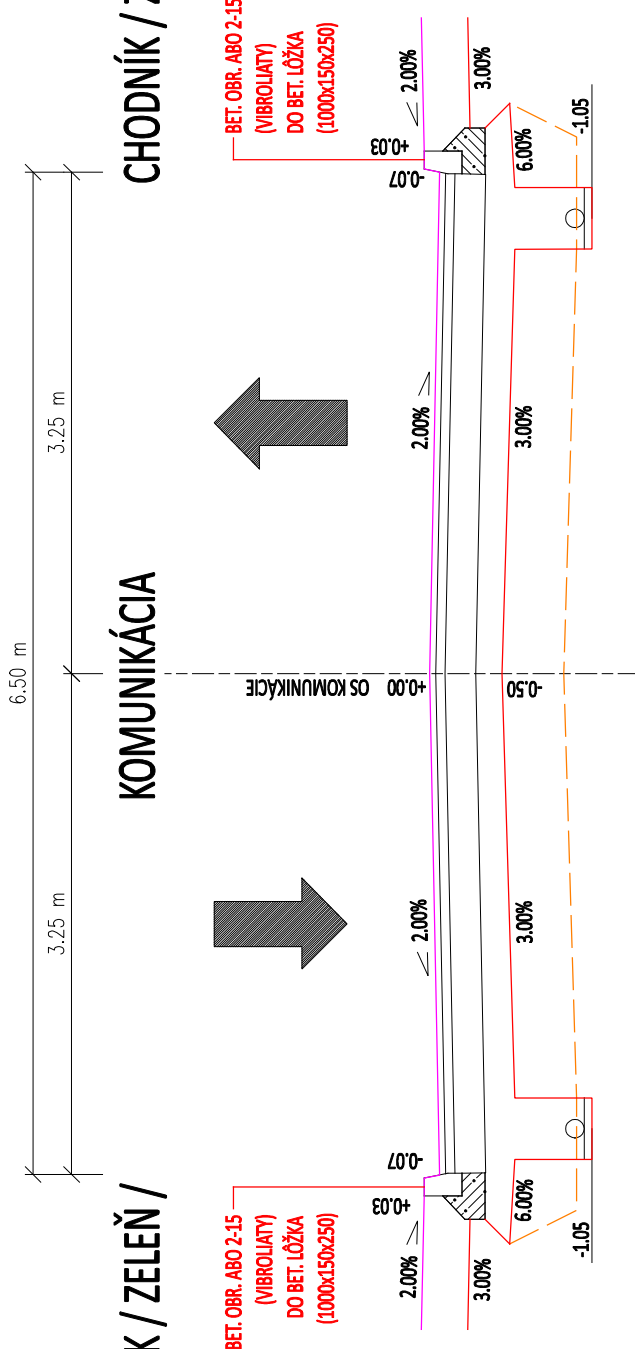 6.50 m
3.25 m
3.25 m
K / ZELEŇ /
KOMUNIKÁCIA
CHODNÍK /
BET. OBR. ABO 2-15
(VIBROLIATY)
DO BET. LÔŽKA
(1000x150x250)
BET. OBR. ABO 2-15
(VIBROLIATY)
DO BET. LÔŽKA
(1000x150x250)
OS KOMUNIKÁCIE
2.00%
+0.03
-0.07
2.00%
+0.00
2.00%
-0.07
+0.03
2.00%
3.00%
6.00%
3.00%
-0.50
3.00%
6.00%
3.00%
-1.05
-1.05